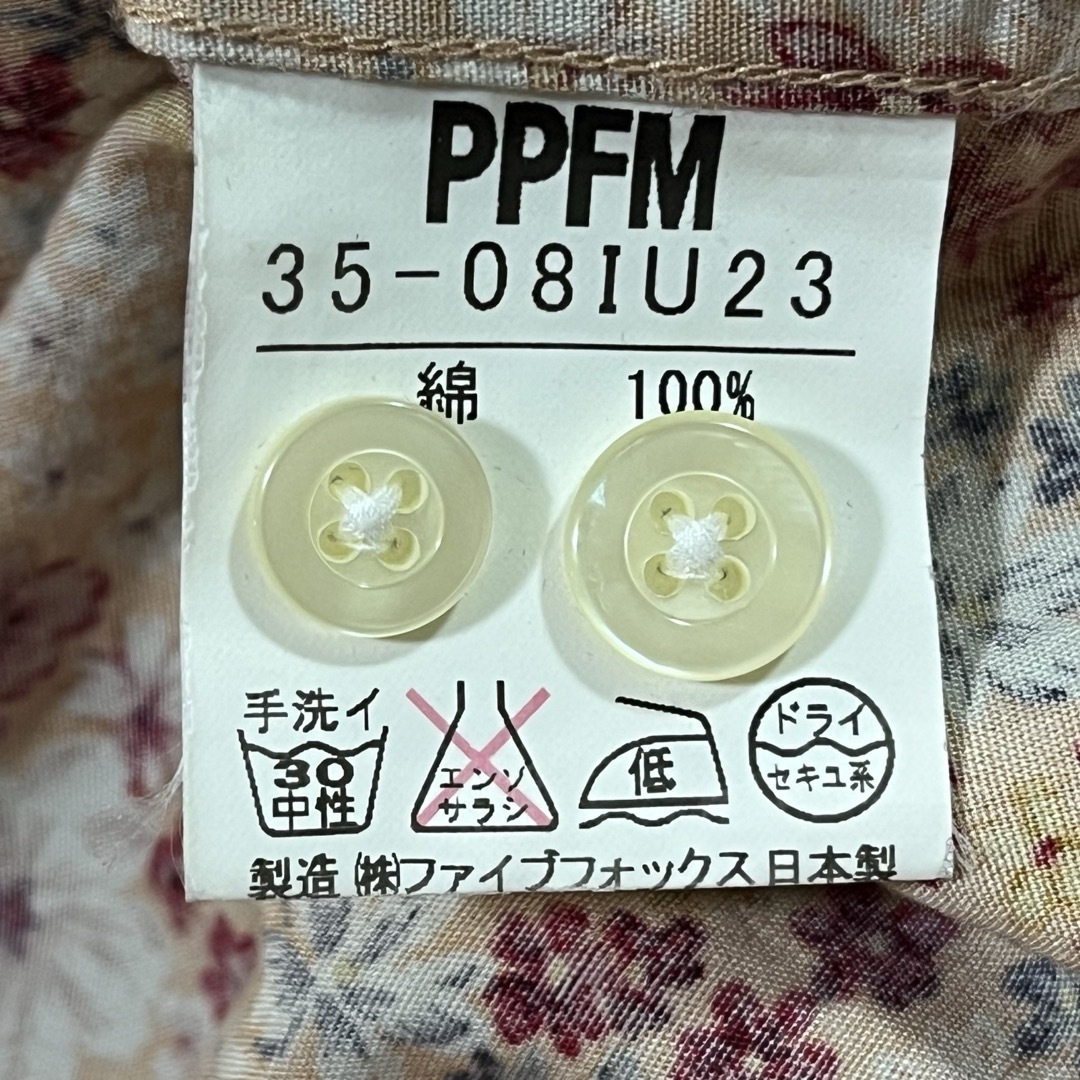 PPFM
35-08IU23
綿 100%
手洗イ
30
中性
エンソ
サラシ
低
ドライ
セキユ系
製造 ㈱ファイブフォックス 日本製